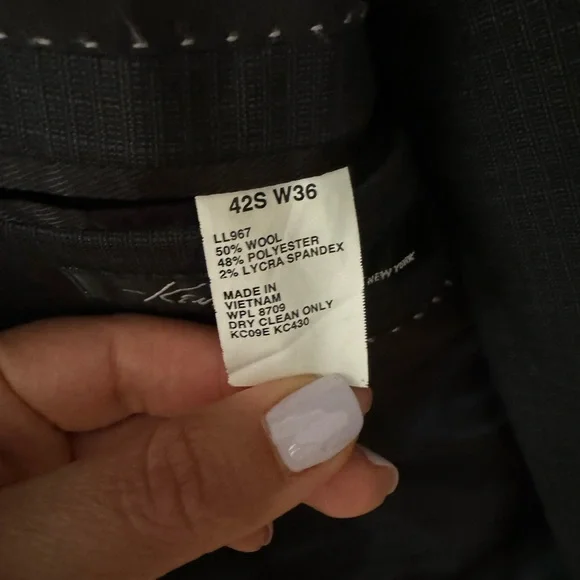 42S W36
LL967
50% WOOL
48% POLYESTER
2% LYCRA SPANDEX
MADE IN
VIETNAM
WPL 8709
DRY CLEAN ONLY
KC09E KC430
NEW YORK